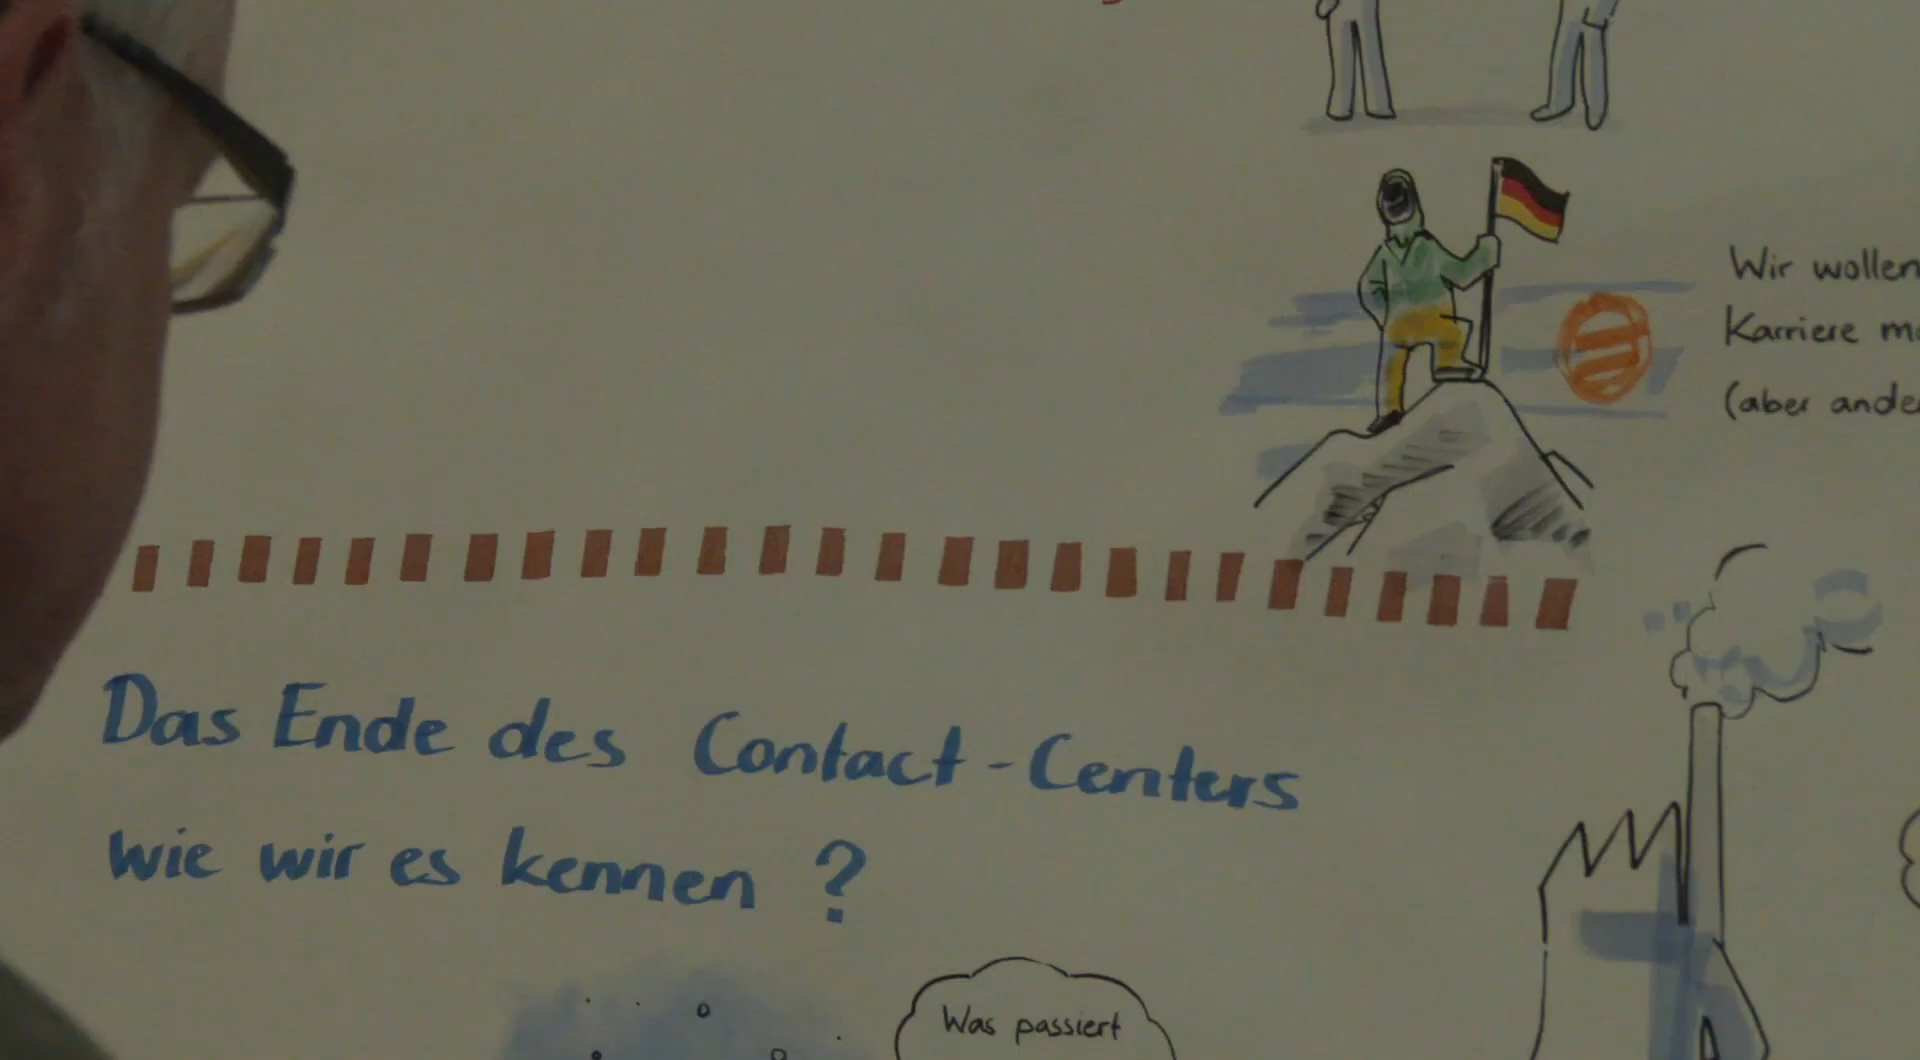 Wir wollen
Karriere
(aber
Das Ende des Contact-Centers
wie wir es kennen ?
Was passiert